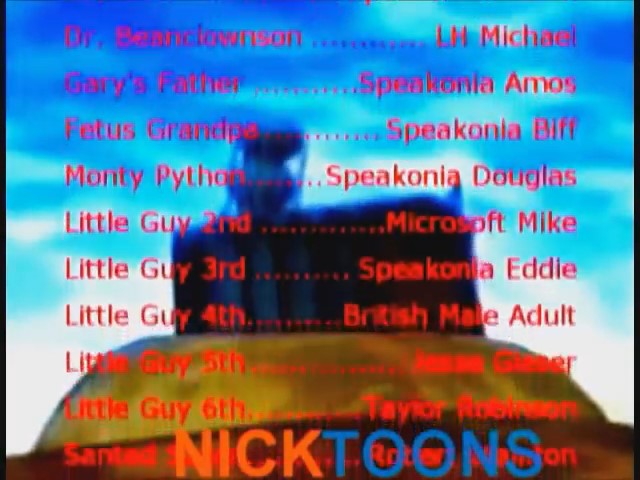 Dr. Beanclownson ............ LH Michael
Gary's Father ...........Speakonia Amos
Fetus Grandpa............Speakonia Biff
Monty Python........Speakonia Douglas
Little Guy 2nd .............Microsoft Mike
Little Guy 3rd .......... Speakonia Eddie
Little Guy 4th..........British Male Adult
Little Guy 5th................
Little Guy 6th............Taylor Robinson
NICKTOONS